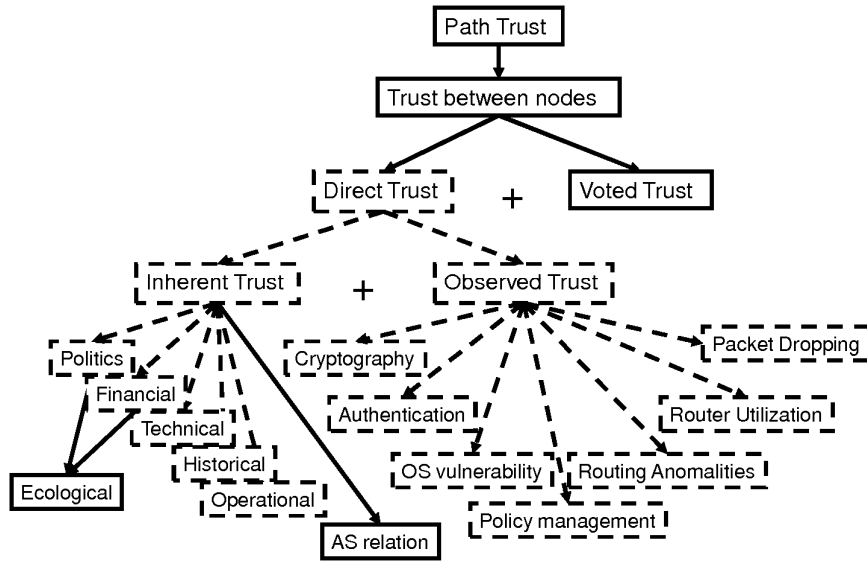 Path Trust
Trust between nodes
Direct Trust
+
Voted Trust
Inherent Trust
+
Observed Trust
Politics
Cryptography
Packet Dropping
Financial
Authentication
Router Utilization
Technical
Historical
OS vulnerability
Routing Anomalities
Ecological
Operational
Policy management
AS relation